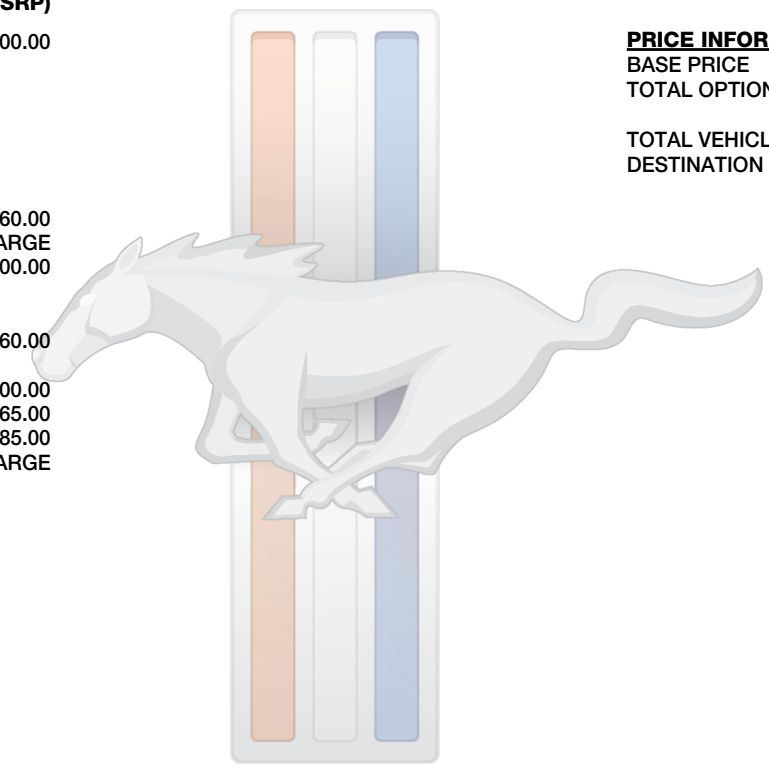 SRP)
00.00
60.00
ARGE
00.00
60.00
00.00
65.00
85.00
ARGE
PRICE INFOR
BASE PRICE
TOTAL OPTION
TOTAL VEHICL
DESTINATION